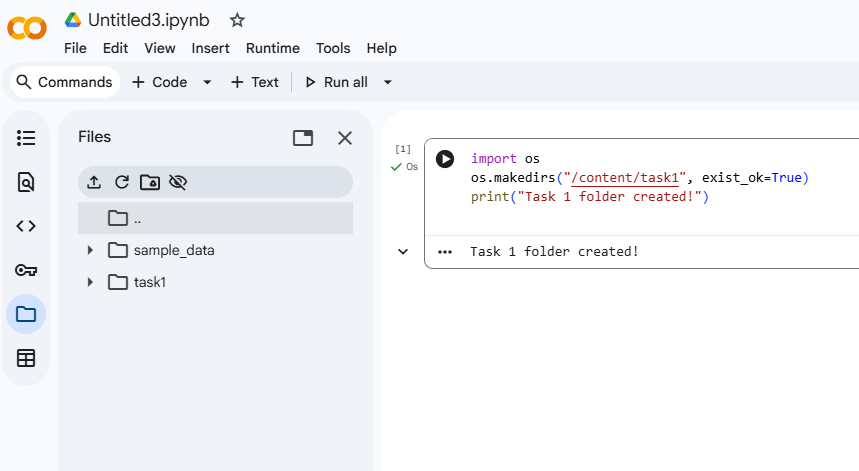 Untitled3.ipynb
File Edit View Insert Runtime Tools Help
Commands + Code + Text Run all
Files
..
sample_data
task1
[1]
0s
import os
os.makedirs("/content/task1", exist_ok=True)
print("Task 1 folder created!")
Task 1 folder created!